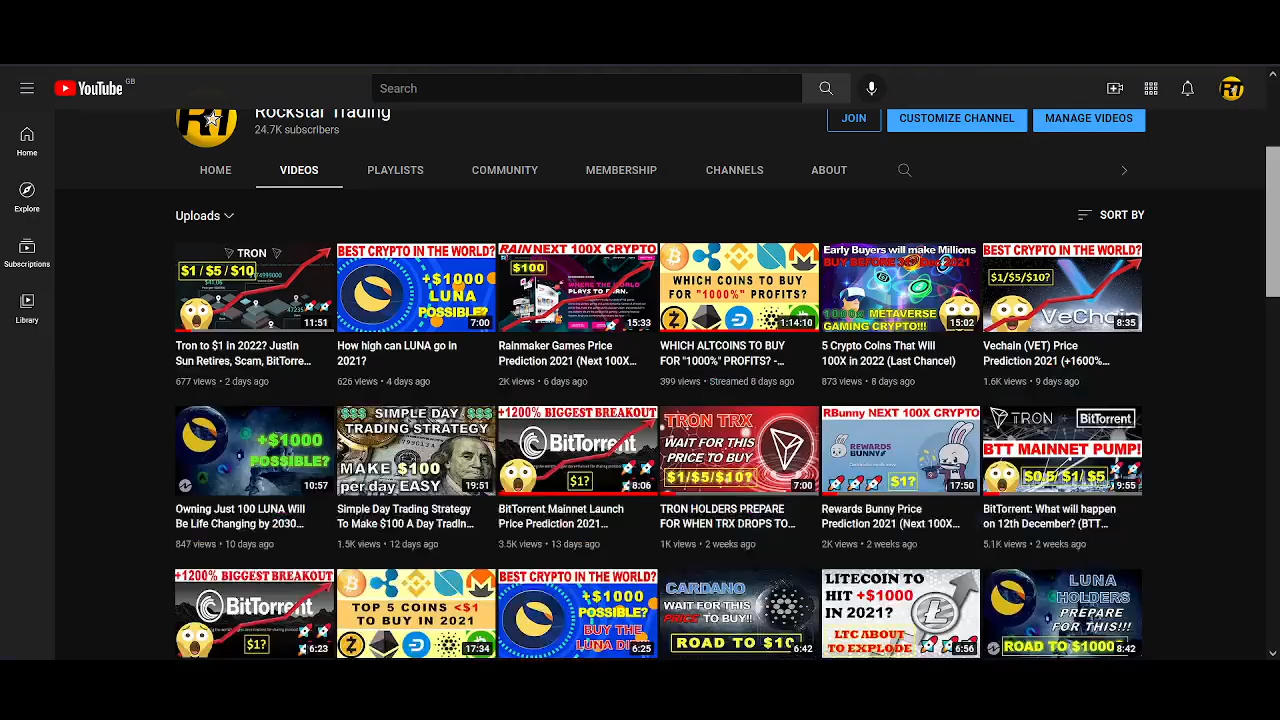 YouTube GB
Search
Home
Explore
Subscriptions
Library
Rockstar Trading
24.7K subscribers
JOIN
CUSTOMIZE CHANNEL
MANAGE VIDEOS
HOME
VIDEOS
PLAYLISTS
COMMUNITY
MEMBERSHIP
CHANNELS
ABOUT
Uploads
SORT BY
TRON
$1 / $5 / $10
11:51
Tron to $1 in 2022? Justin
Sun Retires, Scam, BitTorre...
677 views • 2 days ago
BEST CRYPTO IN THE WORLD?
+$1000
LUNA
POSSIBLE?
7:00
How high can LUNA go in
2021?
626 views • 4 days ago
RAIN NEXT 100X CRYPTO
$100
15:33
Rainmaker Games Price
Prediction 2021 (Next 100X...
2K views • 6 days ago
WHICH COINS TO BUY
FOR "1000%" PROFITS?
1:14:10
WHICH ALTCOINS TO BUY
FOR "1000%" PROFITS? -...
399 views • Streamed 8 days ago
Early Buyers will make Millions
1000X METAVERSE
GAMING CRYPTO!!!
15:02
5 Crypto Coins That Will
100X in 2022 (Last Chance!)
873 views • 8 days ago
BEST CRYPTO IN THE WORLD?
$1/$5/$10?
VeChain
8:35
Vechain (VET) Price
Prediction 2021 (+1600%...
1.6K views • 9 days ago
+$1000
POSSIBLE?
10:57
Owning Just 100 LUNA Will
Be Life Changing by 2030...
847 views • 10 days ago
$$$ SIMPLE DAY $$$
TRADING STRATEGY
MAKE $100
per day EASY
19:51
Simple Day Trading Strategy
To Make $100 A Day Tradin...
1.5K views • 12 days ago
+1200% BIGGEST BREAKOUT
BitTorrent
$1?
8:06
BitTorrent Mainnet Launch
Price Prediction 2021...
3.5K views • 13 days ago
TRON TRX
WAIT FOR THIS
PRICE TO BUY
$1/$5/$10?
7:00
TRON HOLDERS PREPARE
FOR WHEN TRX DROPS TO...
1K views • 2 weeks ago
RBunny NEXT 100X CRYPTO
REWARDS
BUNNY
$1?
17:50
Rewards Bunny Price
Prediction 2021 (Next 100X...
2K views • 2 weeks ago
TRON
BitTorrent
BTT MAINNET PUMP!
$0.5/ $1/ $5
9:55
BitTorrent: What will happen
on 12th December? (BTT...
5.1K views • 2 weeks ago
+1200% BIGGEST BREAKOUT
BitTorrent
$1?
6:23
TOP 5 COINS <$1
TO BUY IN 2021
17:34
BEST CRYPTO IN THE WORLD?
+$1000
POSSIBLE?
BUY THE
LUNA DI
6:25
CARDANO
WAIT FOR THIS
PRICE TO BUY!!
ROAD TO $10
6:42
LITECOIN TO
HIT +$1000
IN 2021?
LTC ABOUT
TO EXPLODE
6:56
LUNA
HOLDERS
PREPARE
FOR THIS!!!
ROAD TO $1000
8:42